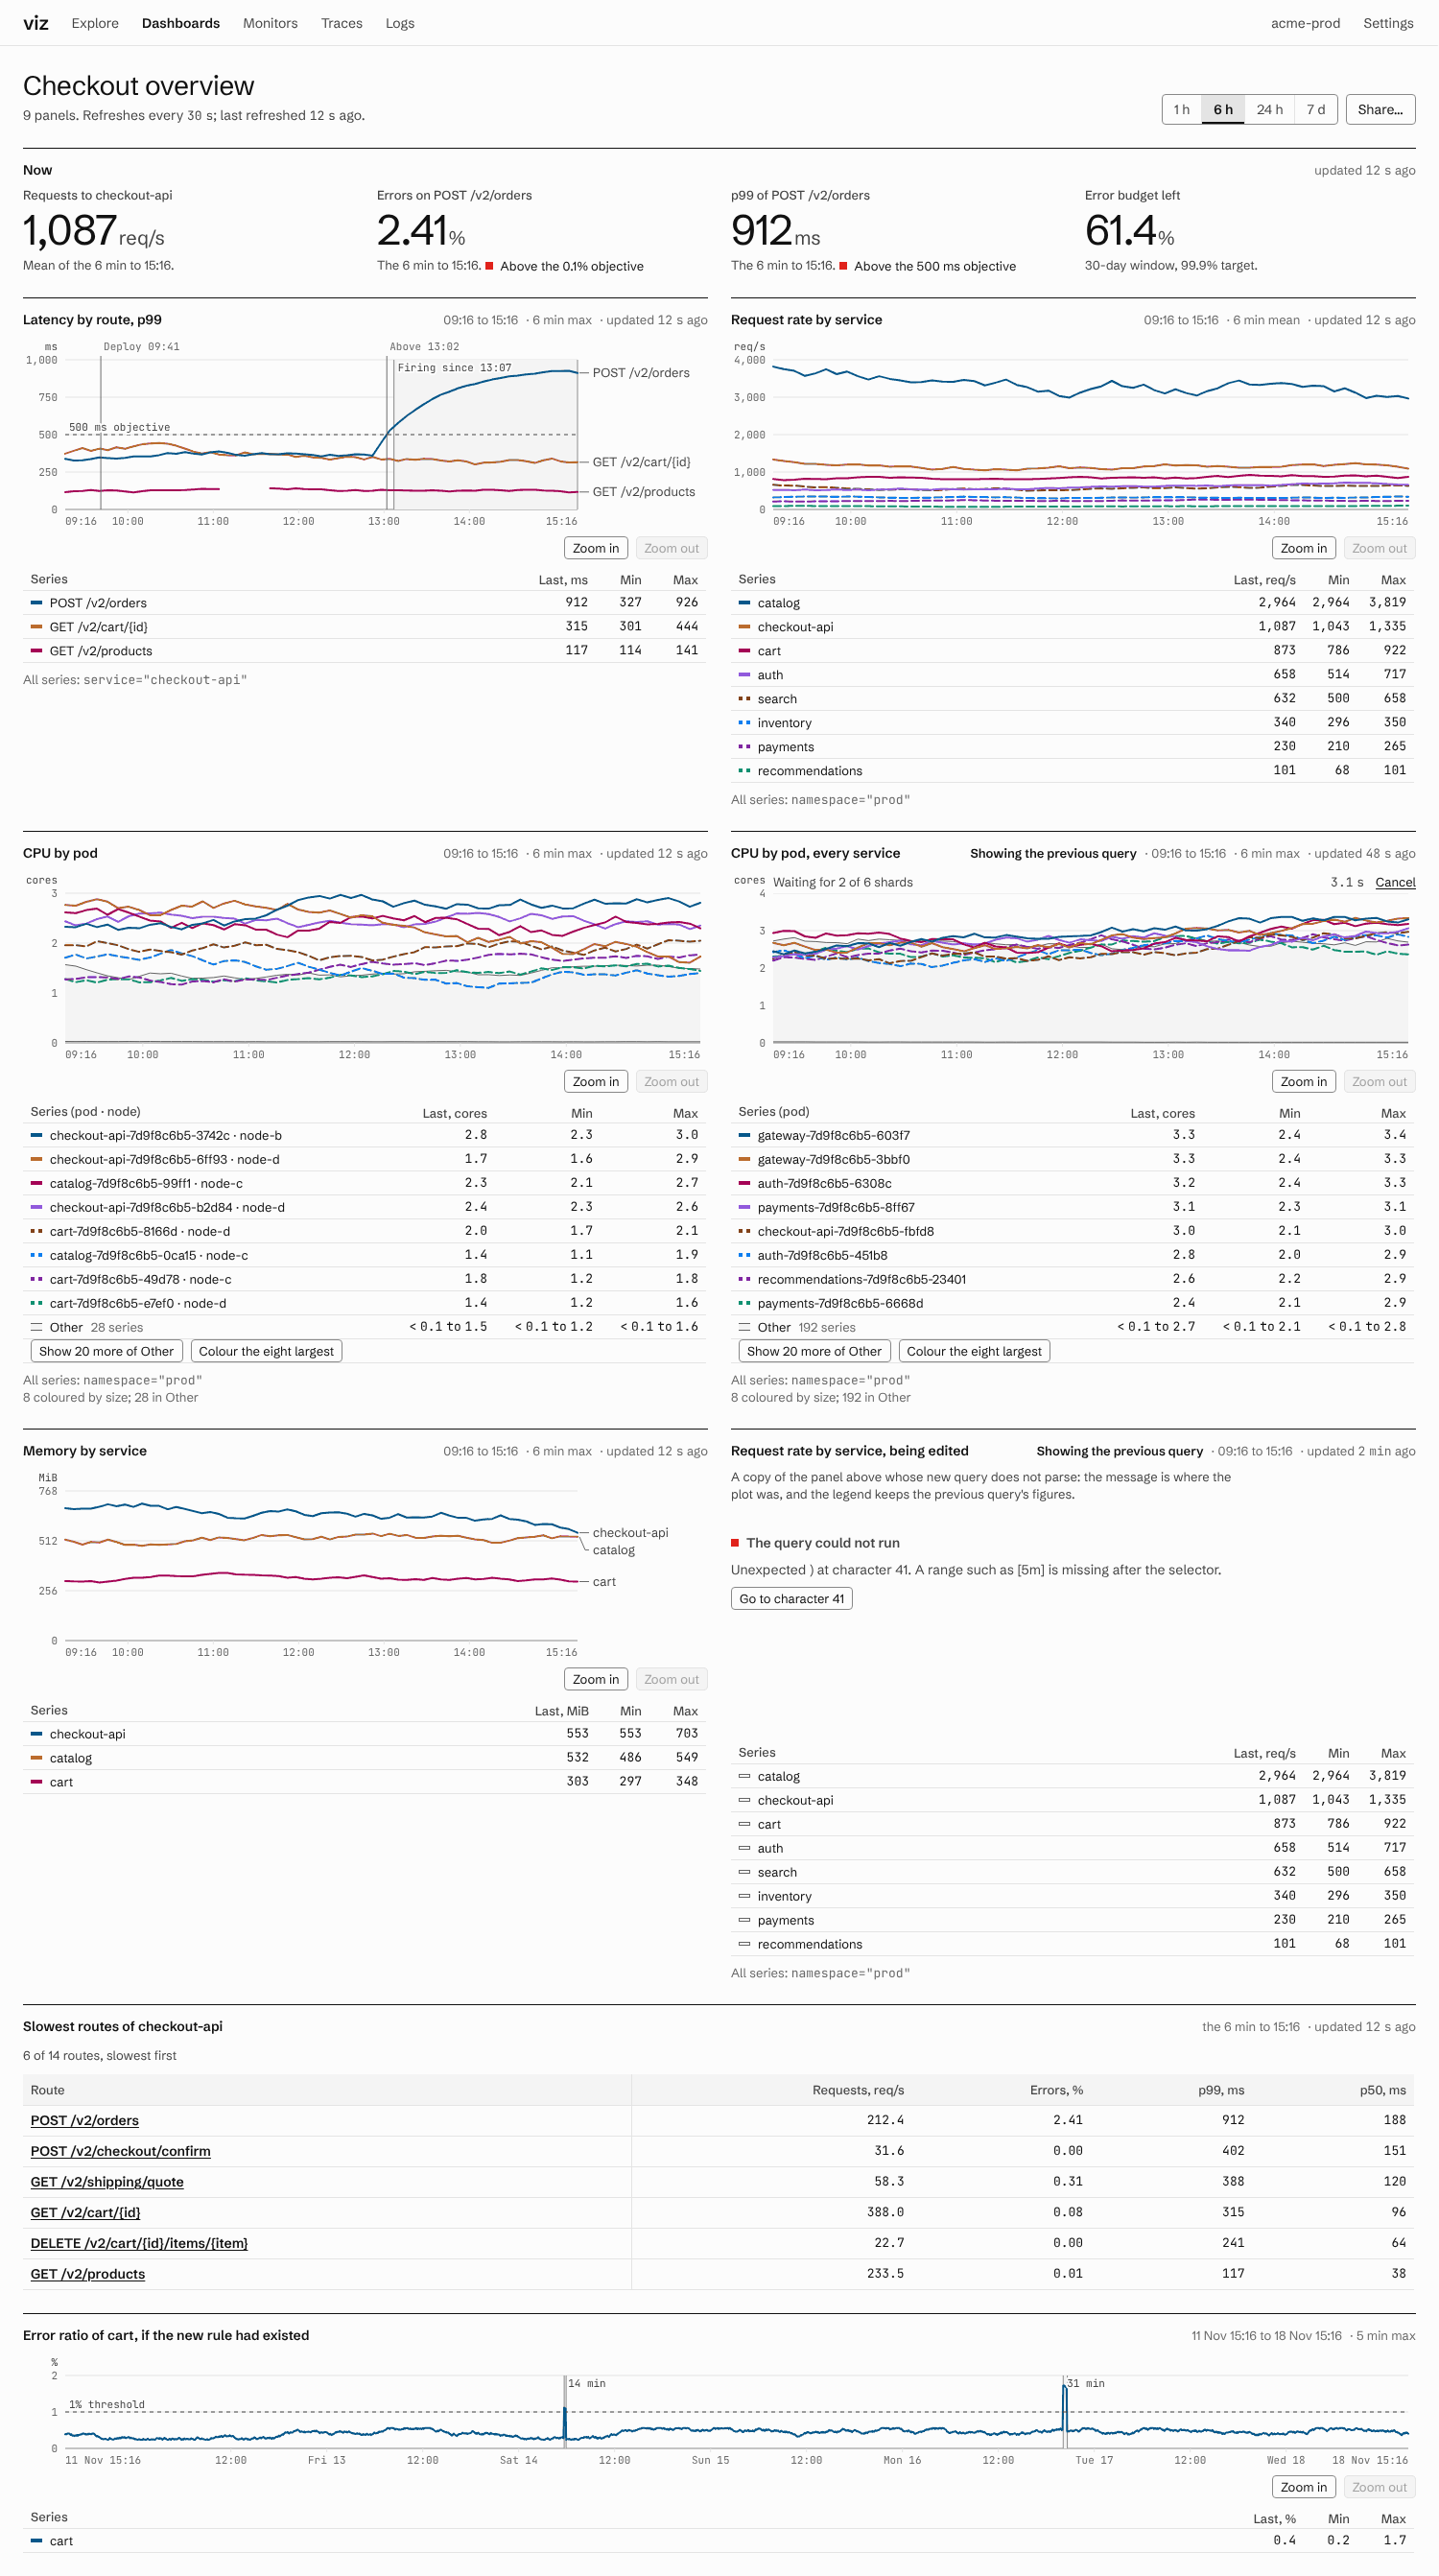 viz Explore Dashboards Monitors Traces Logs acme-prod Settings
Checkout overview
9 panels. Refreshes every 30 s; last refreshed 12 s ago.
1 h 6 h 24 h 7 d Share...
Now updated 12 s ago
Requests to checkout-api Errors on POST /v2/orders p99 of POST /v2/orders Error budget left
1,087 req/s 2.41% 912 ms 61.4%
Mean of the 6 min to 15:16. The 6 min to 15:16. Above the 0.1% objective The 6 min to 15:16. Above the 500 ms objective 30-day window, 99.9% target.
Latency by route, p99 09:16 to 15:16 · 6 min max · updated 12 s ago
ms Deploy 09:41 Above 13:02
1,000 Firing since 13:07
POST /v2/orders
750
500 ms objective
500
GET /v2/cart/{id}
250
GET /v2/products
0
09:16 10:00 11:00 12:00 13:00 14:00 15:16
Zoom in Zoom out
Series Last, ms Min Max
POST /v2/orders 912 327 926
GET /v2/cart/{id} 315 301 444
GET /v2/products 117 114 141
All series: service="checkout-api"
Request rate by service 09:16 to 15:16 · 6 min mean · updated 12 s ago
req/s
4,000
3,000
2,000
1,000
0
09:16 10:00 11:00 12:00 13:00 14:00 15:16
Zoom in Zoom out
Series Last, req/s Min Max
catalog 2,964 2,964 3,819
checkout-api 1,087 1,043 1,335
cart 873 786 922
auth 658 514 717
search 632 500 658
inventory 340 296 350
payments 230 210 265
recommendations 101 68 101
All series: namespace="prod"
CPU by pod 09:16 to 15:16 · 6 min max · updated 12 s ago
cores
3
2
1
0
09:16 10:00 11:00 12:00 13:00 14:00 15:16
Zoom in Zoom out
Series (pod · node) Last, cores Min Max
checkout-api-7d9f8c6b5-3742c · node-b 2.8 2.3 3.0
checkout-api-7d9f8c6b5-6ff93 · node-d 1.7 1.6 2.9
catalog-7d9f8c6b5-99ff1 · node-c 2.3 2.1 2.7
checkout-api-7d9f8c6b5-b2d84 · node-d 2.4 2.3 2.6
cart-7d9f8c6b5-8166d · node-d 2.0 1.7 2.1
catalog-7d9f8c6b5-0ca15 · node-c 1.4 1.1 1.9
cart-7d9f8c6b5-49d78 · node-c 1.8 1.2 1.8
cart-7d9f8c6b5-e7ef0 · node-d 1.4 1.2 1.6
Other 28 series < 0.1 to 1.5 < 0.1 to 1.2 < 0.1 to 1.6
Show 20 more of Other Colour the eight largest
All series: namespace="prod"
8 coloured by size; 28 in Other
CPU by pod, every service Showing the previous query · 09:16 to 15:16 · 6 min max · updated 48 s ago
cores Waiting for 2 of 6 shards 3.1 s Cancel
4
3
2
1
0
09:16 10:00 11:00 12:00 13:00 14:00 15:16
Zoom in Zoom out
Series (pod) Last, cores Min Max
gateway-7d9f8c6b5-603f7 3.3 2.4 3.4
gateway-7d9f8c6b5-3bbf0 3.3 2.4 3.3
auth-7d9f8c6b5-6308c 3.2 2.4 3.3
payments-7d9f8c6b5-8ff67 3.1 2.3 3.1
checkout-api-7d9f8c6b5-fbfd8 3.0 2.1 3.0
auth-7d9f8c6b5-451b8 2.8 2.0 2.9
recommendations-7d9f8c6b5-23401 2.6 2.2 2.9
payments-7d9f8c6b5-6668d 2.4 2.1 2.9
Other 192 series < 0.1 to 2.7 < 0.1 to 2.1 < 0.1 to 2.8
Show 20 more of Other Colour the eight largest
All series: namespace="prod"
8 coloured by size; 192 in Other
Memory by service 09:16 to 15:16 · 6 min max · updated 12 s ago
MiB
768
checkout-api
512
catalog
cart
256
0
09:16 10:00 11:00 12:00 13:00 14:00 15:16
Zoom in Zoom out
Series Last, MiB Min Max
checkout-api 553 553 703
catalog 532 486 549
cart 303 297 348
Request rate by service, being edited Showing the previous query · 09:16 to 15:16 · updated 2 min ago
A copy of the panel above whose new query does not parse: the message is where the
plot was, and the legend keeps the previous query's figures.
The query could not run
Unexpected ) at character 41. A range such as [5m] is missing after the selector.
Go to character 41
Series Last, req/s Min Max
catalog 2,964 2,964 3,819
checkout-api 1,087 1,043 1,335
cart 873 786 922
auth 658 514 717
search 632 500 658
inventory 340 296 350
payments 230 210 265
recommendations 101 68 101
All series: namespace="prod"
Slowest routes of checkout-api the 6 min to 15:16 · updated 12 s ago
6 of 14 routes, slowest first
Route Requests, req/s Errors, % p99, ms p50, ms
POST /v2/orders 212.4 2.41 912 188
POST /v2/checkout/confirm 31.6 0.00 402 151
GET /v2/shipping/quote 58.3 0.31 388 120
GET /v2/cart/{id} 388.0 0.08 315 96
DELETE /v2/cart/{id}/items/{item} 22.7 0.00 241 64
GET /v2/products 233.5 0.01 117 38
Error ratio of cart, if the new rule had existed 11 Nov 15:16 to 18 Nov 15:16 · 5 min max
%
2 14 min 31 min
1% threshold
1
0
11 Nov 15:16 12:00 Fri 13 12:00 Sat 14 12:00 Sun 15 12:00 Mon 16 12:00 Tue 17 12:00 Wed 18 18 Nov 15:16
Zoom in Zoom out
Series Last, % Min Max
cart 0.4 0.2 1.7